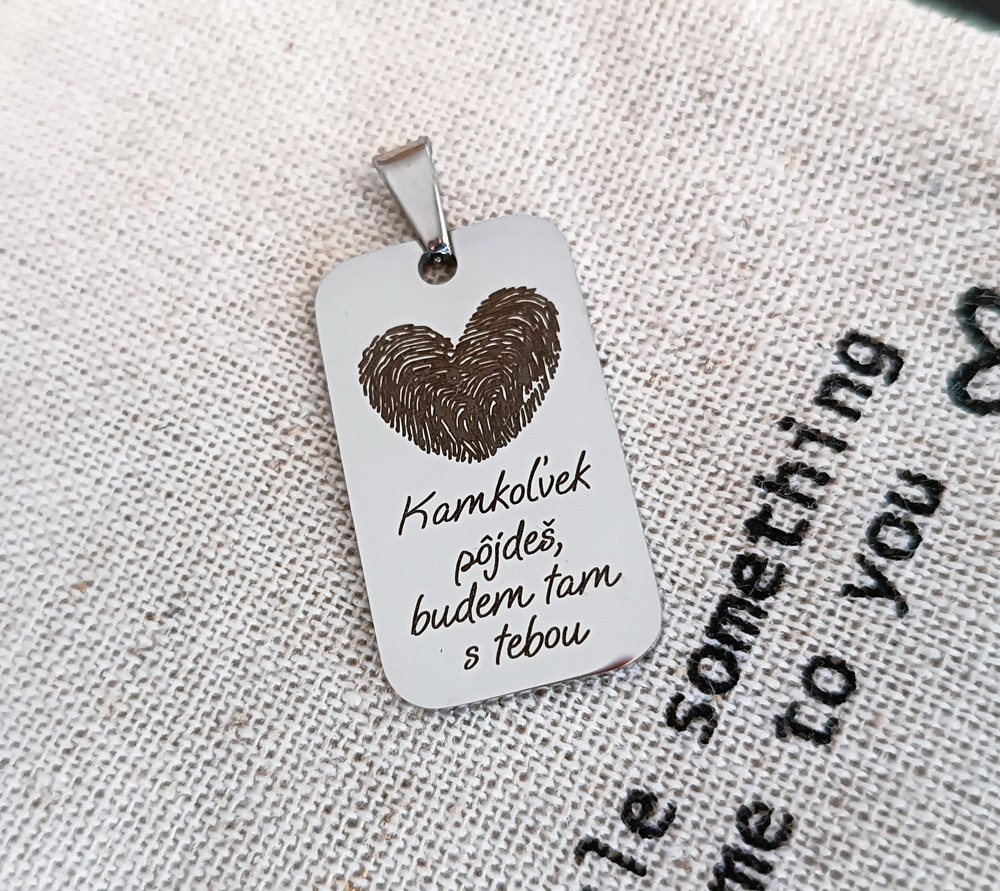 Kamkoľvek
pôjdeš,
budem tam
s tebou
something
to you